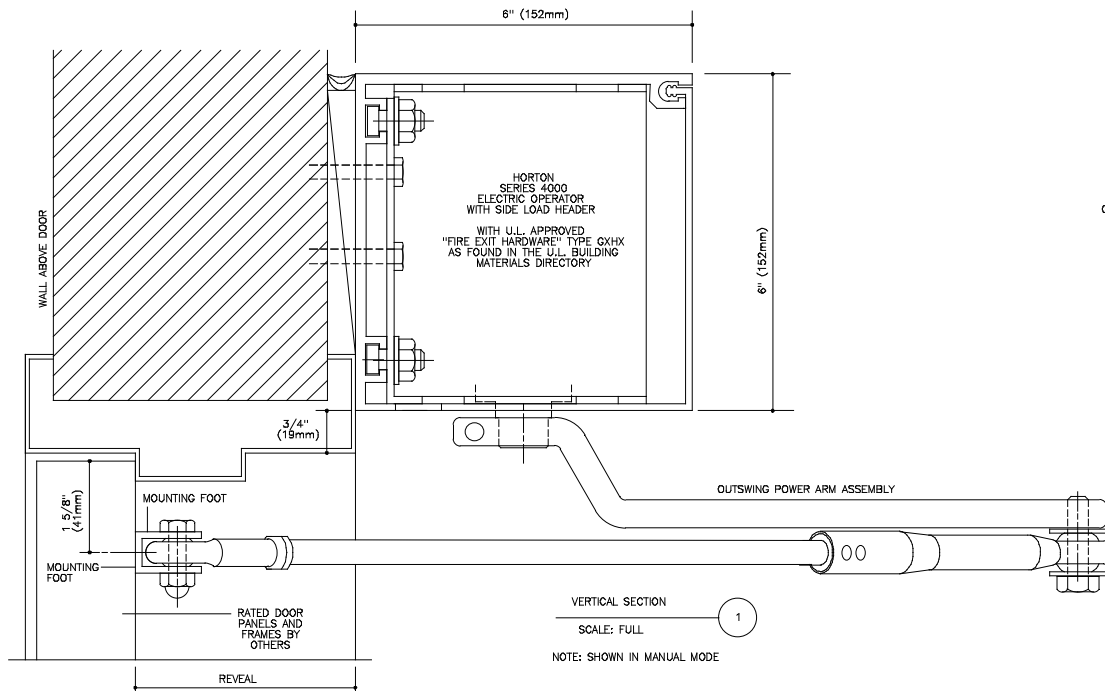 6" (152mm)
HORTON
SERIES 4000
ELECTRIC OPERATOR
WITH SIDE LOAD HEADER
WITH U.L. APPROVED
"FIRE EXIT HARDWARE" TYPE GXHX
AS FOUND IN THE U.L. BUILDING
MATERIALS DIRECTORY
WALL ABOVE DOOR
6" (152mm)
3/4"
(19mm)
1 5/8"
(41mm)
MOUNTING FOOT
OUTSWING POWER ARM ASSEMBLY
MOUNTING
FOOT
RATED DOOR
PANELS AND
FRAMES BY
OTHERS
VERTICAL SECTION
1
SCALE: FULL
NOTE: SHOWN IN MANUAL MODE
REVEAL